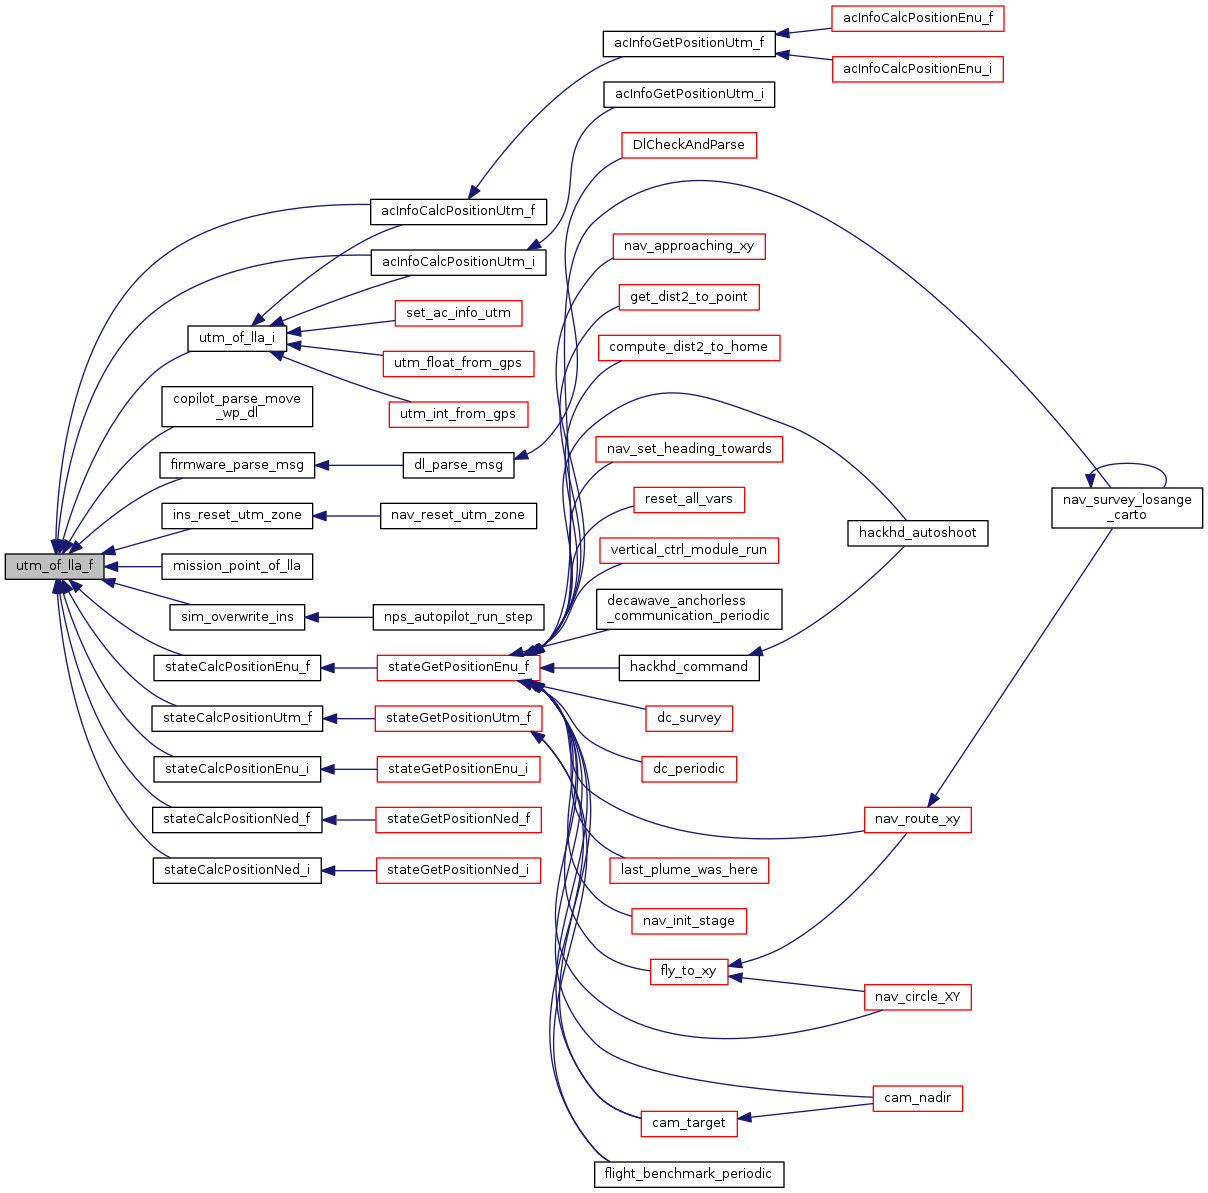 acInfoCalcPositionEnu_f
acInfoGetPositionUtm_f
acInfoCalcPositionEnu_i
acInfoGetPositionUtm_i
DlCheckAndParse
acInfoCalcPositionUtm_f
nav_approaching_xy
acInfoCalcPositionUtm_i
get_dist2_to_point
set_ac_info_utm
utm_of_lla_i
compute_dist2_to_home
utm_float_from_gps
copilot_parse_move
_wp_dl
utm_int_from_gps
nav_set_heading_towards
firmware_parse_msg
dl_parse_msg
reset_all_vars
nav_survey_losange
_carto
ins_reset_utm_zone
nav_reset_utm_zone
hackhd_autoshoot
vertical_ctrl_module_run
utm_of_lla_f
mission_point_of_lla
decawave_anchorless
_communication_periodic
sim_overwrite_ins
nps_autopilot_run_step
stateCalcPositionEnu_f
stateGetPositionEnu_f
hackhd_command
stateCalcPositionUtm_f
stateGetPositionUtm_f
dc_survey
stateCalcPositionEnu_i
stateGetPositionEnu_i
dc_periodic
stateCalcPositionNed_f
stateGetPositionNed_f
nav_route_xy
stateCalcPositionNed_i
stateGetPositionNed_i
last_plume_was_here
nav_init_stage
fly_to_xy
nav_circle_XY
cam_nadir
cam_target
flight_benchmark_periodic